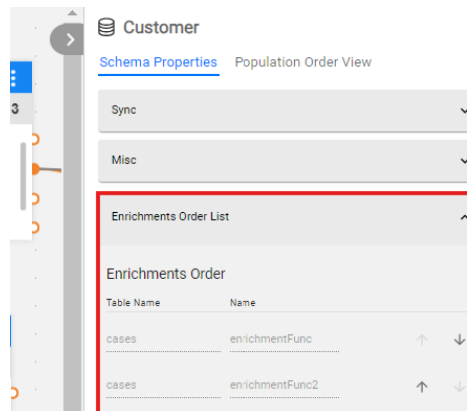 Customer
Schema Properties Population Order View
3
Sync
Misc
Enrichments Order List
Enrichments Order
Table Name Name
cases enrichmentFunc
cases enrichmentFunc2